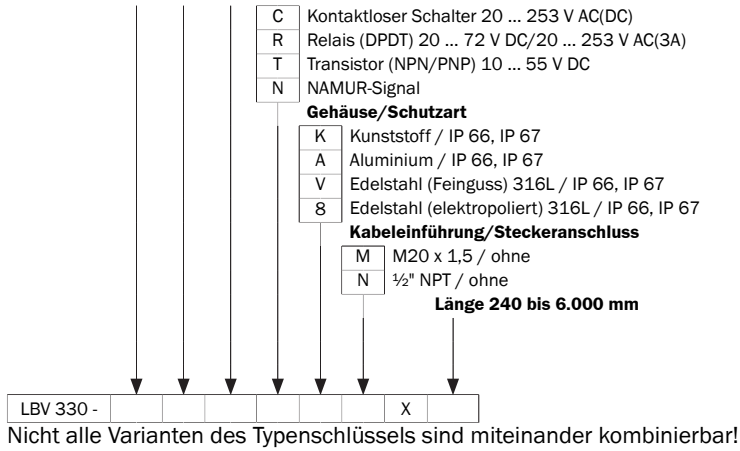 C Kontaktloser Schalter 20 ... 253 V AC(DC)
R Relais (DPDT) 20 ... 72 V DC/20 ... 253 V AC(3A)
T Transistor (NPN/PNP) 10 ... 55 V DC
N NAMUR-Signal
Gehäuse/Schutzart
K Kunststoff / IP 66, IP 67
A Aluminium / IP 66, IP 67
V Edelstahl (Feinguss) 316L / IP 66, IP 67
8 Edelstahl (elektropoliert) 316L / IP 66, IP 67
Kabeleinführung/Steckeranschluss
M M20 x 1,5 / ohne
N ½" NPT / ohne
Länge 240 bis 6.000 mm
LBV 330 - X
Nicht alle Varianten des Typenschlüssels sind miteinander kombinierbar!